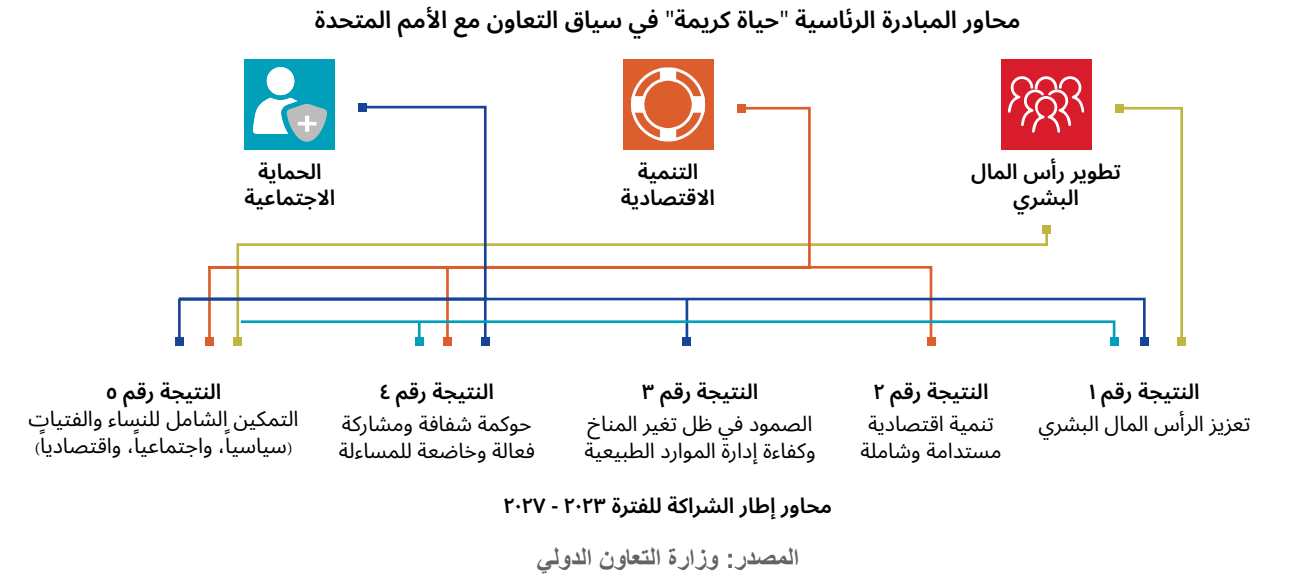 محاور المبادرة الرئاسية "حياة كريمة" في سياق التعاون مع الأمم المتحدة
تطوير رأس المال
البشري
التنمية
الاقتصادية
الحماية
الاجتماعية
النتيجة رقم ١
تعزيز الرأس المال البشري
النتيجة رقم ٢
تنمية اقتصادية
مستدامة وشاملة
النتيجة رقم ٣
الصمود في ظل تغير المناخ
وكفاءة إدارة الموارد الطبيعية
النتيجة رقم ٤
حوكمة شفافة ومشاركة
فعالة وخاضعة للمساءلة
النتيجة رقم ٥
التمكين الشامل للنساء والفتيات
(سياسياً، واجتماعياً، واقتصادياً)
محاور إطار الشراكة للفترة ٢٠٢٣ - ٢٠٢٧
المصدر: وزارة التعاون الدولي